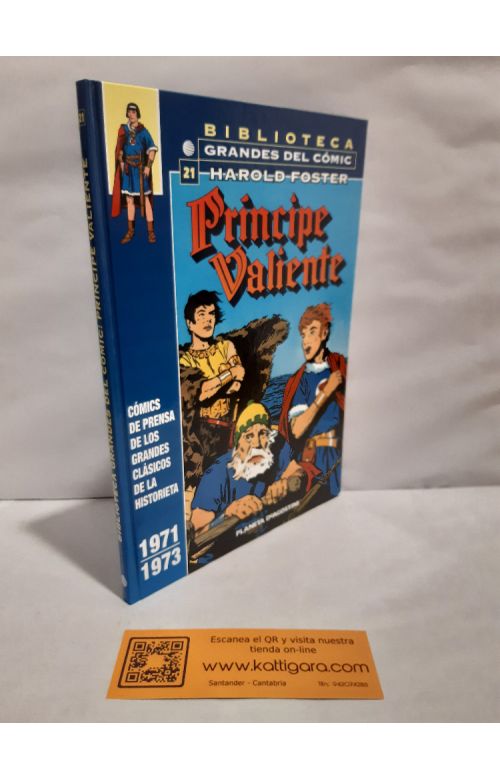 21
BIBLIOTECA GRANDES DEL CÓMIC: PRÍNCIPE VALIENTE
BIBLIOTECA
GRANDES DEL CÓMIC
21
HAROLD FOSTER
Príncipe
Valiente
CÓMICS
DE PRENSA
DE LOS
GRANDES
CLÁSICOS
DE LA
HISTORIETA
1971
1973
PLANETA DEAGOSTINI
Escanea el QR y visita nuestra
tienda on-line
www.kattigara.com
Santander - Cantabria